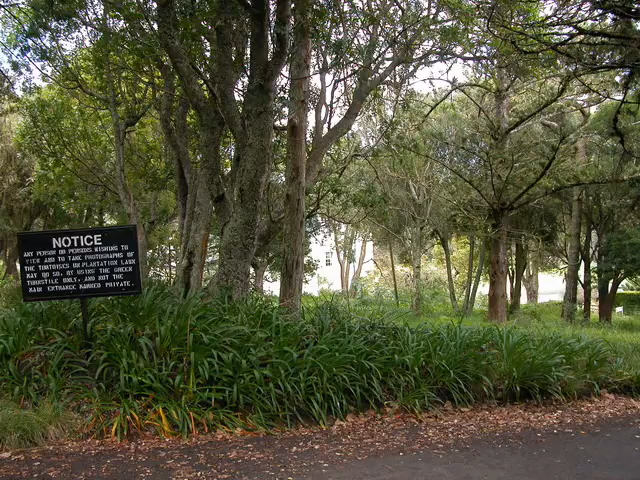 NOTICE
ANY PERSON OR PERSONS WISHING TO
VIEW AND TO TAKE PHOTOGRAPHS OF
THE TORTOISES ON PLANTATION LAWN
MAY DO SO, BY USING THE GREEN
TURNSTILE ONLY, AND NOT THE
MAIN ENTRANCE MARKED PRIVATE.